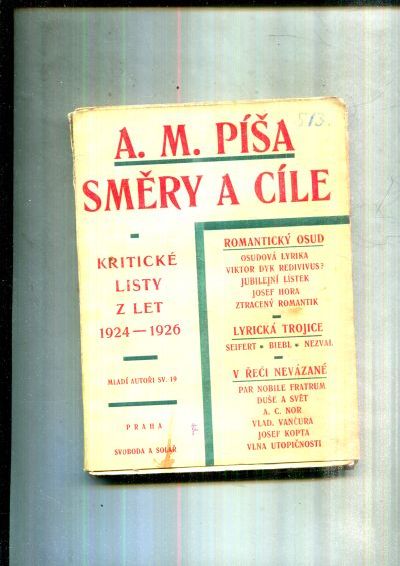 513.
A. M. PÍŠA
SMĚRY A CÍLE
KRITICKÉ
LISTY
Z LET
1924 — 1926
MLADÍ AUTOŘI SV. 19
PRAHA
SVOBODA A SOLAŘ
ROMANTICKÝ OSUD
OSUDOVÁ LYRIKA
VIKTOR DYK REDIVIVUS?
JUBILEJNÍ LÍSTEK
JOSEF HORA
ZTRACENÝ ROMANTIK
LYRICKÁ TROJICE
SEIFERT • BIEBL • NEZVAL
V ŘEČI NEVÁZANÉ
PAR NOBILE FRATRUM
DUŠE A SVĚT
A. C. NOR
VLAD. VANČURA
JOSEF KOPTA
VLNA UTOPIČNOSTI